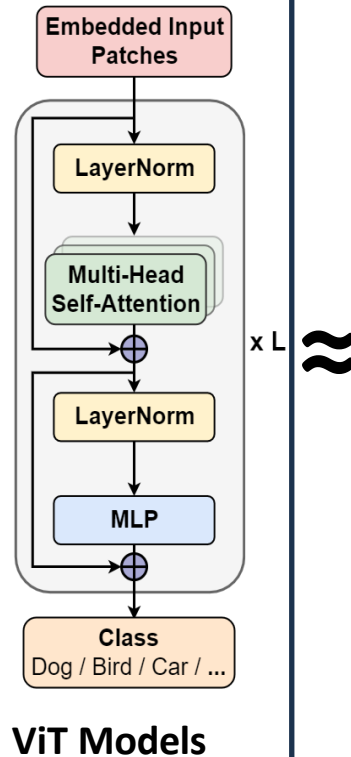 Embedded Input
Patches
LayerNorm
Multi-Head
Self-Attention
x L
≈
LayerNorm
MLP
Class
Dog / Bird / Car / ...
ViT Models